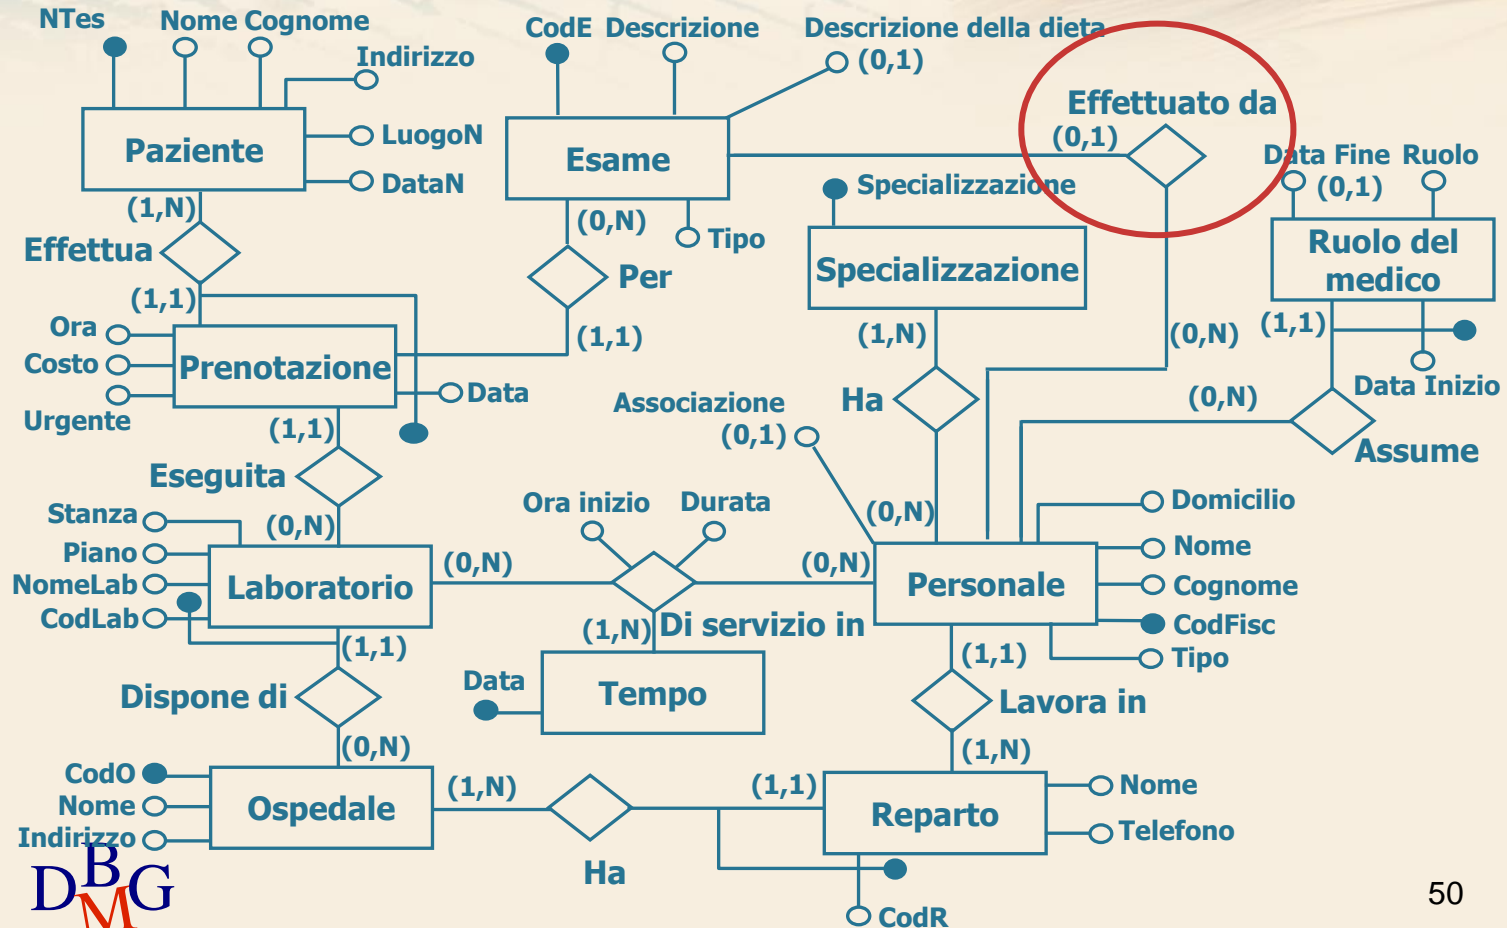 NTes
Nome Cognome
CodE Descrizione
Descrizione della dieta
(0,1)
Indirizzo
Effettuato da
(0,1)
Paziente
LuogoN
DataN
Esame
Data Fine Ruolo
(0,1)
Specializzazione
(1,N)
(0,N)
Tipo
Effettua
Per
Specializzazione
Ruolo del
medico
(1,1)
(1,1)
(1,N)
(0,N)
(1,1)
Ora
Costo
Urgente
Prenotazione
Data
Data Inizio
Associazione
(0,1)
Ha
(0,N)
(1,1)
Assume
Eseguita
Stanza
Piano
NomeLab
CodLab
(0,N)
Ora inizio
Durata
(0,N)
Domicilio
Nome
Cognome
CodFisc
Tipo
Laboratorio
(0,N)
(0,N)
Personale
(1,1)
(1,N)
Di servizio in
(1,1)
Data
Tempo
Dispone di
Lavora in
(0,N)
(1,N)
CodO
Nome
Indirizzo
Ospedale
(1,N)
(1,1)
Reparto
Nome
Telefono
Ha
CodR
DBMG
50